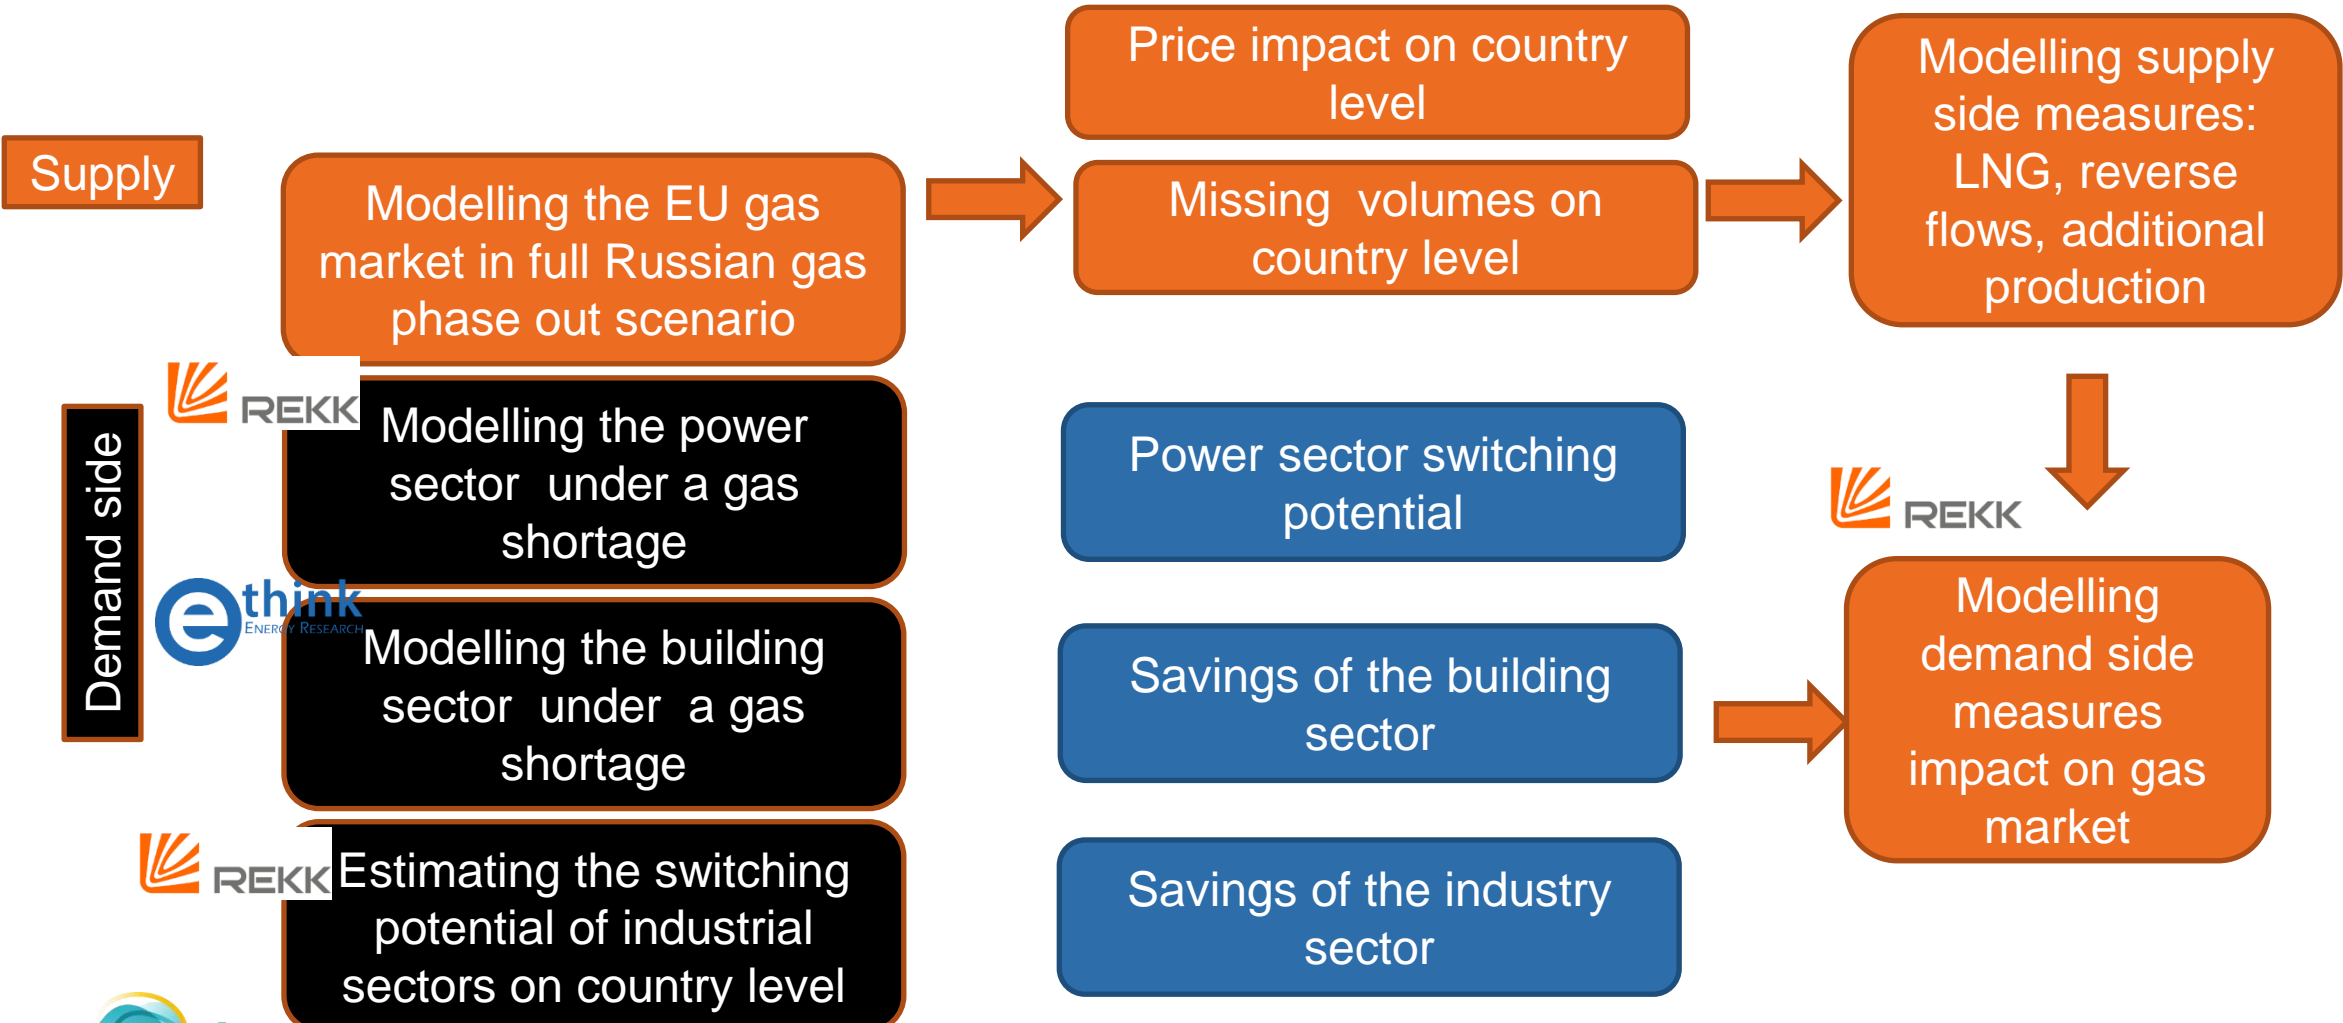 Supply
Modelling the EU gas
market in full Russian gas
phase out scenario
Price impact on country
level
Missing  volumes on
country level
Modelling supply
side measures:
LNG, reverse
flows, additional
production
Demand side
REKK
Modelling the power
sector  under a gas
shortage
Power sector switching
potential
REKK
ethink
ENERGY RESEARCH
Modelling the building
sector  under  a gas
shortage
Savings of the building
sector
Modelling
demand side
measures
impact on gas
market
REKK
Estimating the switching
potential of industrial
sectors on country level
Savings of the industry
sector